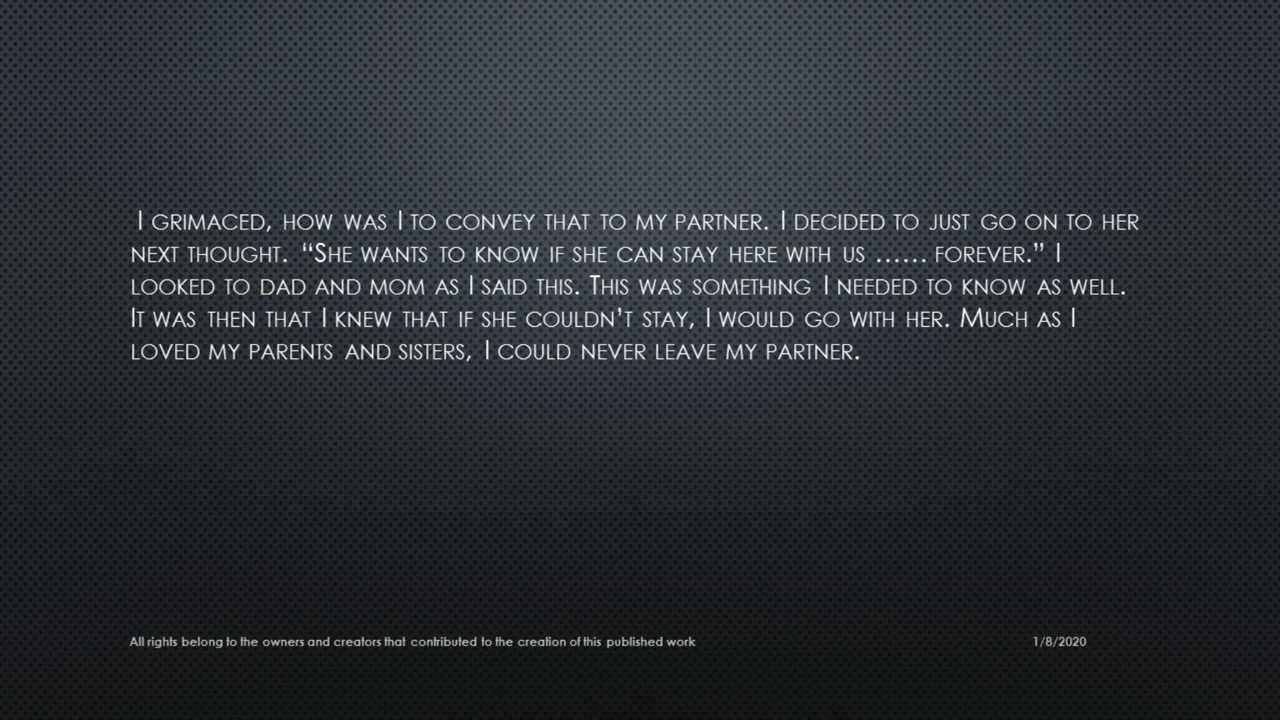 I grimaced, how was I to convey that to my partner. I decided to just go on to her
next thought. “She wants to know if she can stay here with us …… forever.” I
looked to dad and mom as I said this. This was something I needed to know as well.
It was then that I knew that if she couldn’t stay, I would go with her. Much as I
loved my parents and sisters, I could never leave my partner.
All rights belong to the owners and creators that contributed to the creation of this published work
1/8/2020